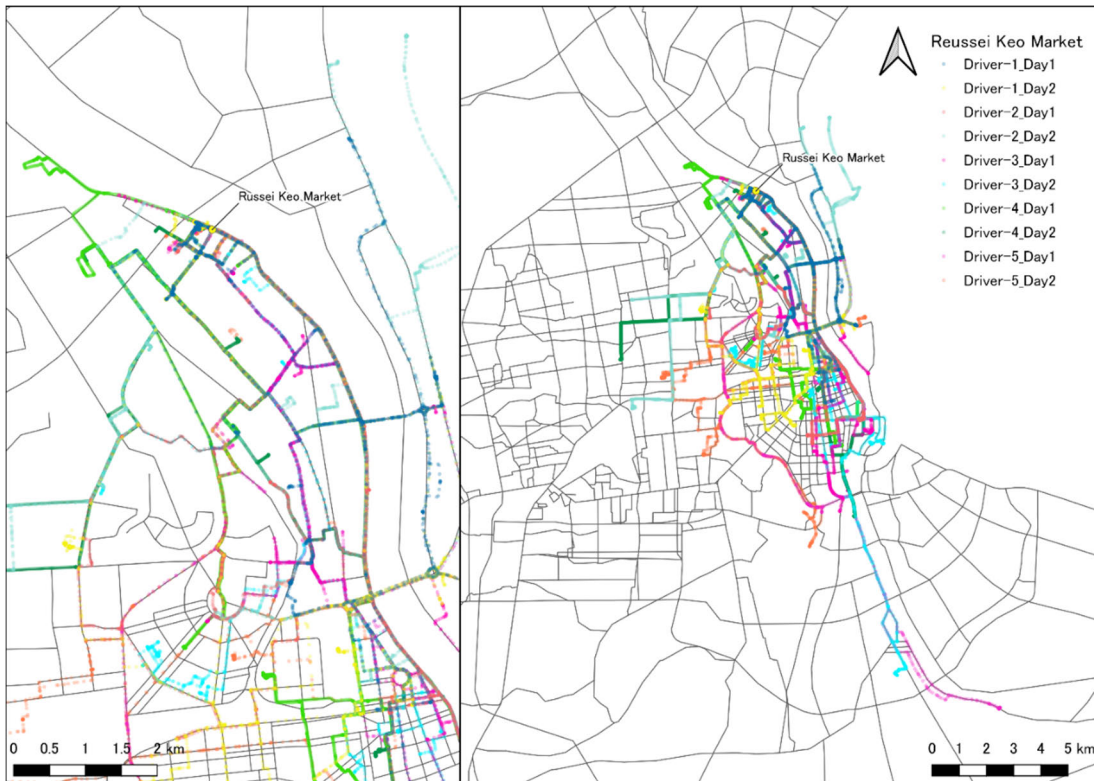 Russei Keo Market
0 0.5 1 1.5 2 km
Russei Keo Market
Reussei Keo Market
Driver-1_Day1
Driver-1_Day2
Driver-2_Day1
Driver-2_Day2
Driver-3_Day1
Driver-3_Day2
Driver-4_Day1
Driver-4_Day2
Driver-5_Day1
Driver-5_Day2
0 1 2 3 4 5 km